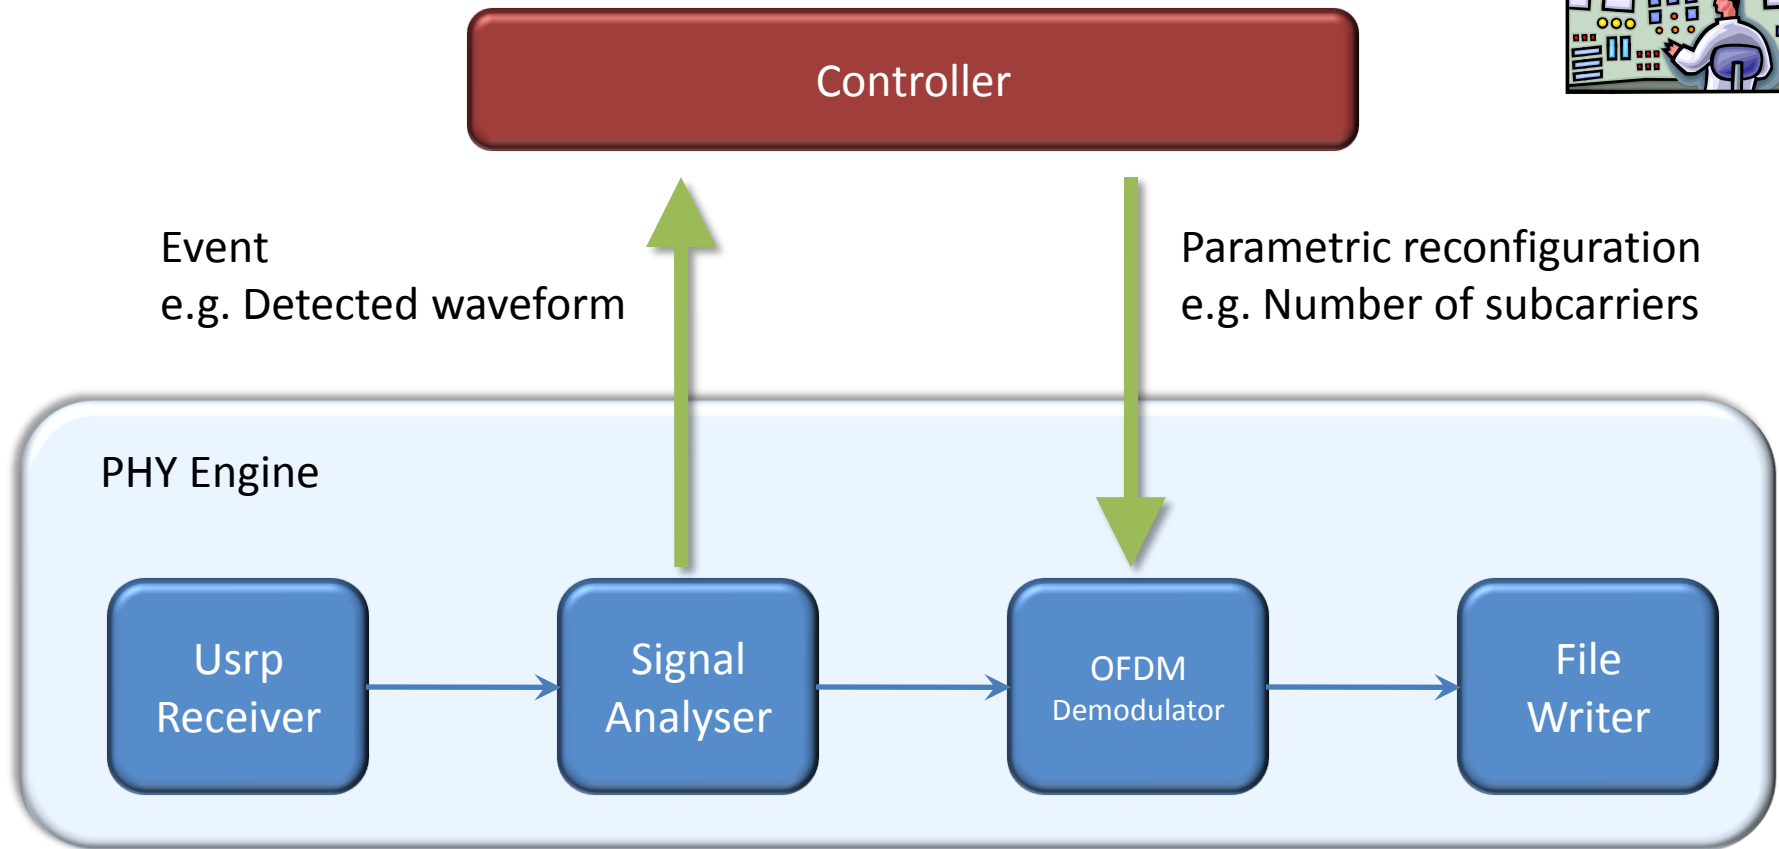 Controller
Event
e.g. Detected waveform
Parametric reconfiguration
e.g. Number of subcarriers
PHY Engine
Usrp
Receiver
Signal
Analyser
OFDM
Demodulator
File
Writer